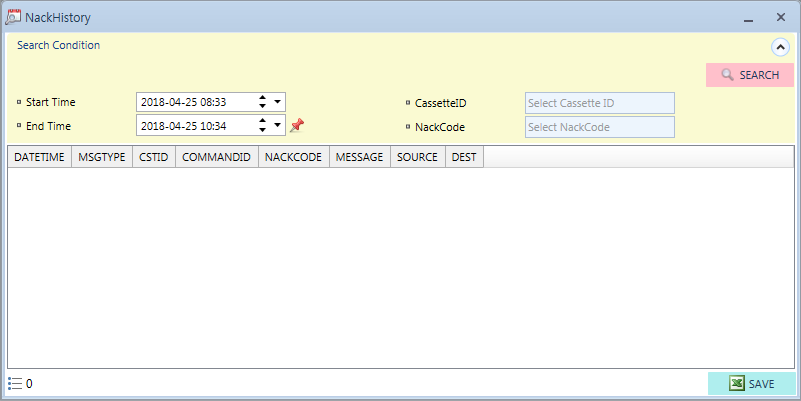 NackHistory
Search Condition
SEARCH
Start Time 2018-04-25 08:33 CassetteID Select Cassette ID
End Time 2018-04-25 10:34 NackCode Select NackCode
DATETIME MSGTYPE CSTID COMMANDID NACKCODE MESSAGE SOURCE DEST
0 SAVE